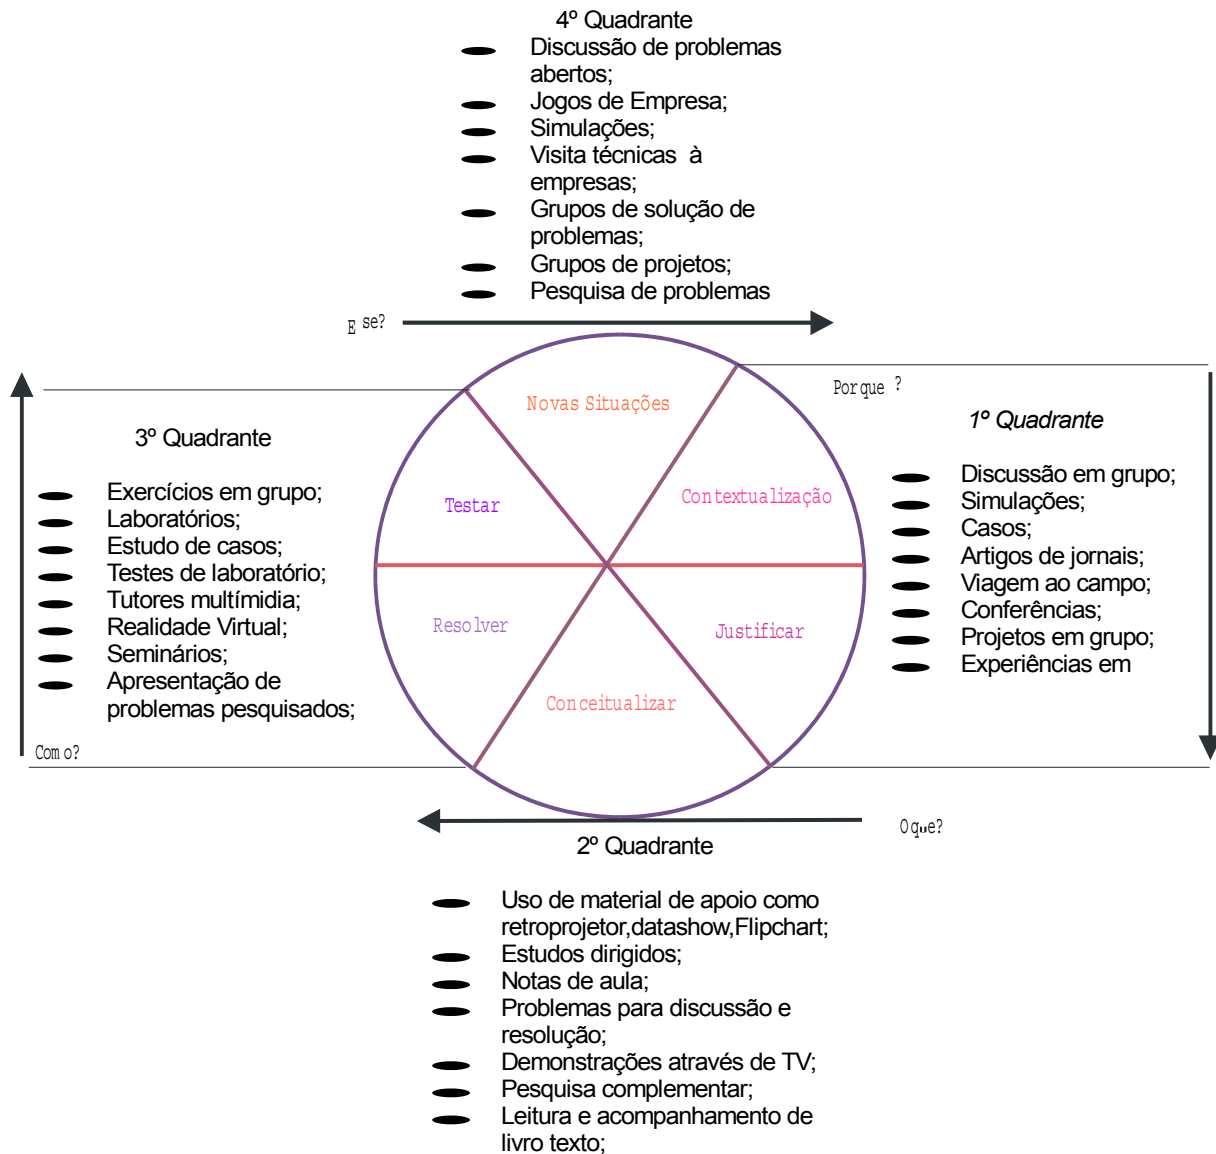 4º Quadrante
Discussão de problemas
abertos;
Jogos de Empresa;
Simulações;
Visita técnicas à
empresas;
Grupos de solução de
problemas;
Grupos de projetos;
Pesquisa de problemas
E se?
Porque ?
1º Quadrante
Discussão em grupo;
Simulações;
Casos;
Artigos de jornais;
Viagem ao campo;
Conferências;
Projetos em grupo;
Experiências em
3º Quadrante
Exercícios em grupo;
Laboratórios;
Estudo de casos;
Testes de laboratório;
Tutores multímidia;
Realidade Virtual;
Seminários;
Apresentação de
problemas pesquisados;
Como?
Novas Situações
Contextualização
Testar
Resolver
Justificar
Conceitualizar
O que?
2º Quadrante
Uso de material de apoio como
retroprojetor,datashow,Flipchart;
Estudos dirigidos;
Notas de aula;
Problemas para discussão e
resolução;
Demonstrações através de TV;
Pesquisa complementar;
Leitura e acompanhamento de
livro texto;